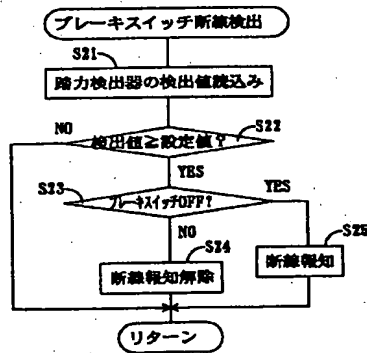 ブレーキスイッチ断線検出
S21
踏力検出器の検出値読込み
NO
S22
検出値≧設定値?
YES
S23
ブレーキスイッチOFF?
YES
NO
S24
S25
断線報知解除
断線報知
リターン